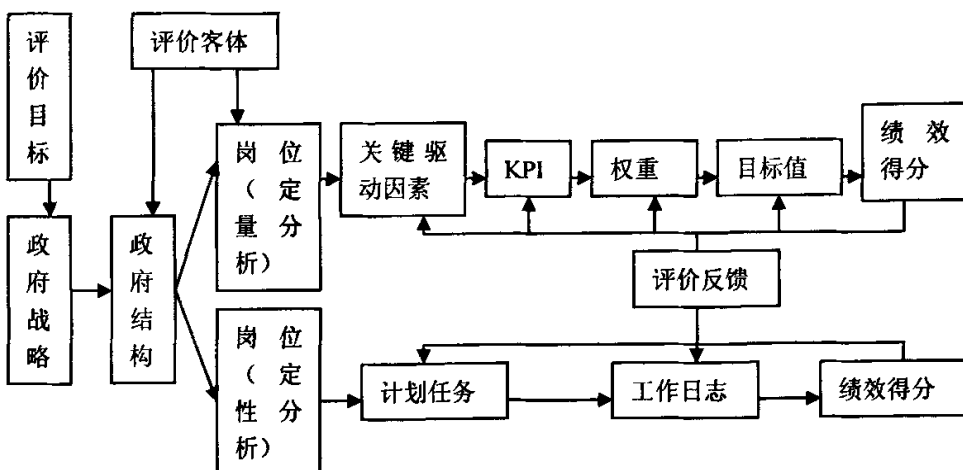 评
价
目
标
评价客体
岗 位
（ 定
量 分
析）
关 键 驱
动因素
KPI
权重
目标值
绩 效
得分
政
府
战
略
政
府
结
构
评价反馈
岗 位
（ 定
性 分
析）
计划任务
工作日志
绩效得分